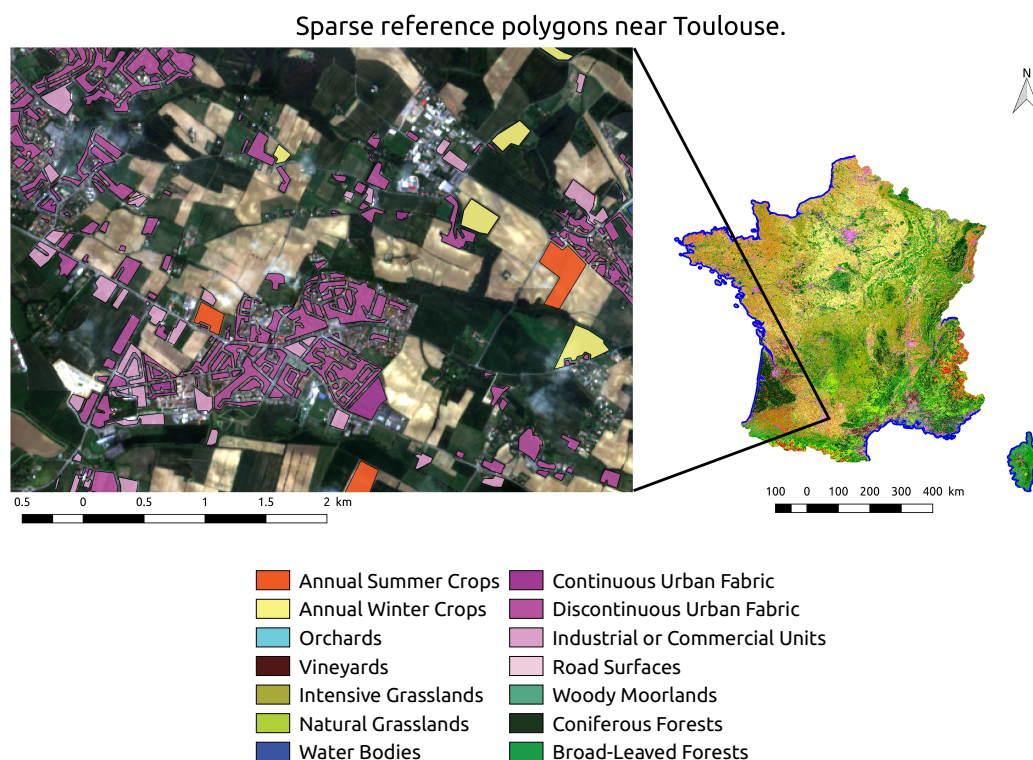 Sparse reference polygons near Toulouse.
N
0.5 0 0.5 1 1.5 2 km
100 0 100 200 300 400 km
Annual Summer Crops
Annual Winter Crops
Orchards
Vineyards
Intensive Grasslands
Natural Grasslands
Water Bodies
Continuous Urban Fabric
Discontinuous Urban Fabric
Industrial or Commercial Units
Road Surfaces
Woody Moorlands
Coniferous Forests
Broad-Leaved Forests